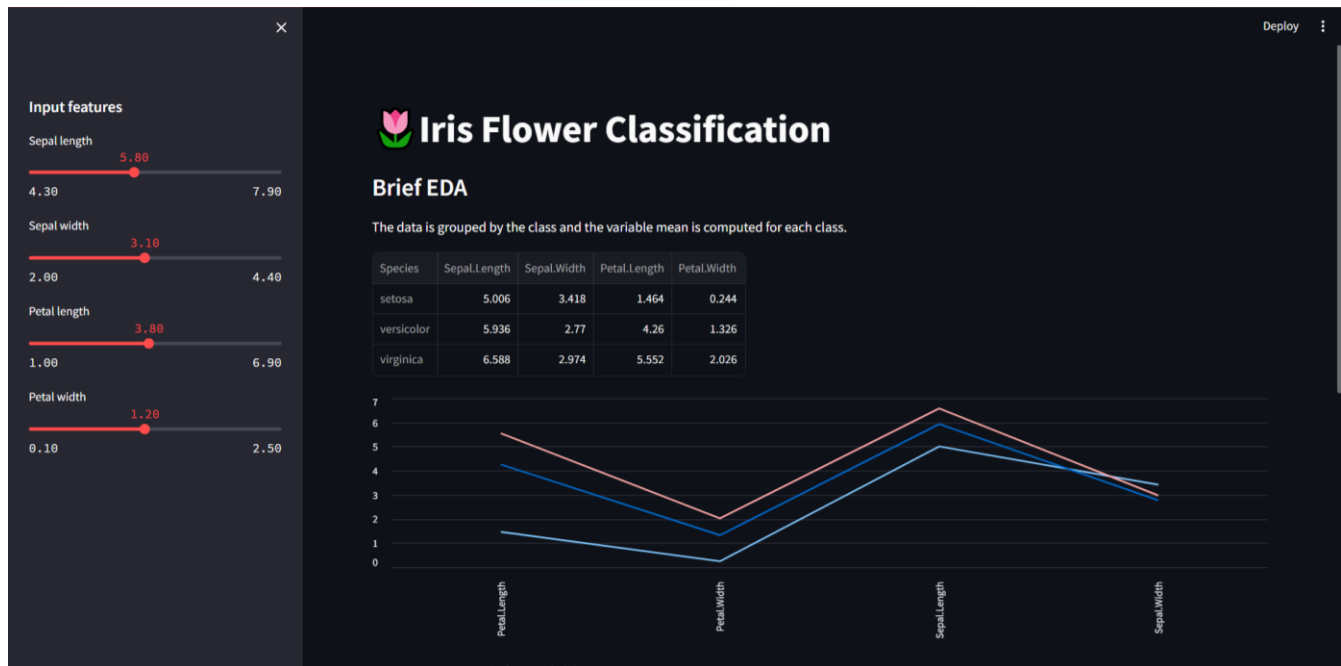 ×
Deploy
Input features
Sepal length
5.80
4.30 7.90
Sepal width
3.10
2.00 4.40
Petal length
3.80
1.00 6.90
Petal width
1.20
0.10 2.50
Iris Flower Classification
Brief EDA
The data is grouped by the class and the variable mean is computed for each class.
Species Sepal.Length Sepal.Width Petal.Length Petal.Width
setosa 5.006 3.418 1.464 0.244
versicolor 5.936 2.77 4.26 1.326
virginica 6.588 2.974 5.552 2.026
7
6
5
4
3
2
1
0
Petal.Length
Petal.Width
Sepal.Length
Sepal.Width